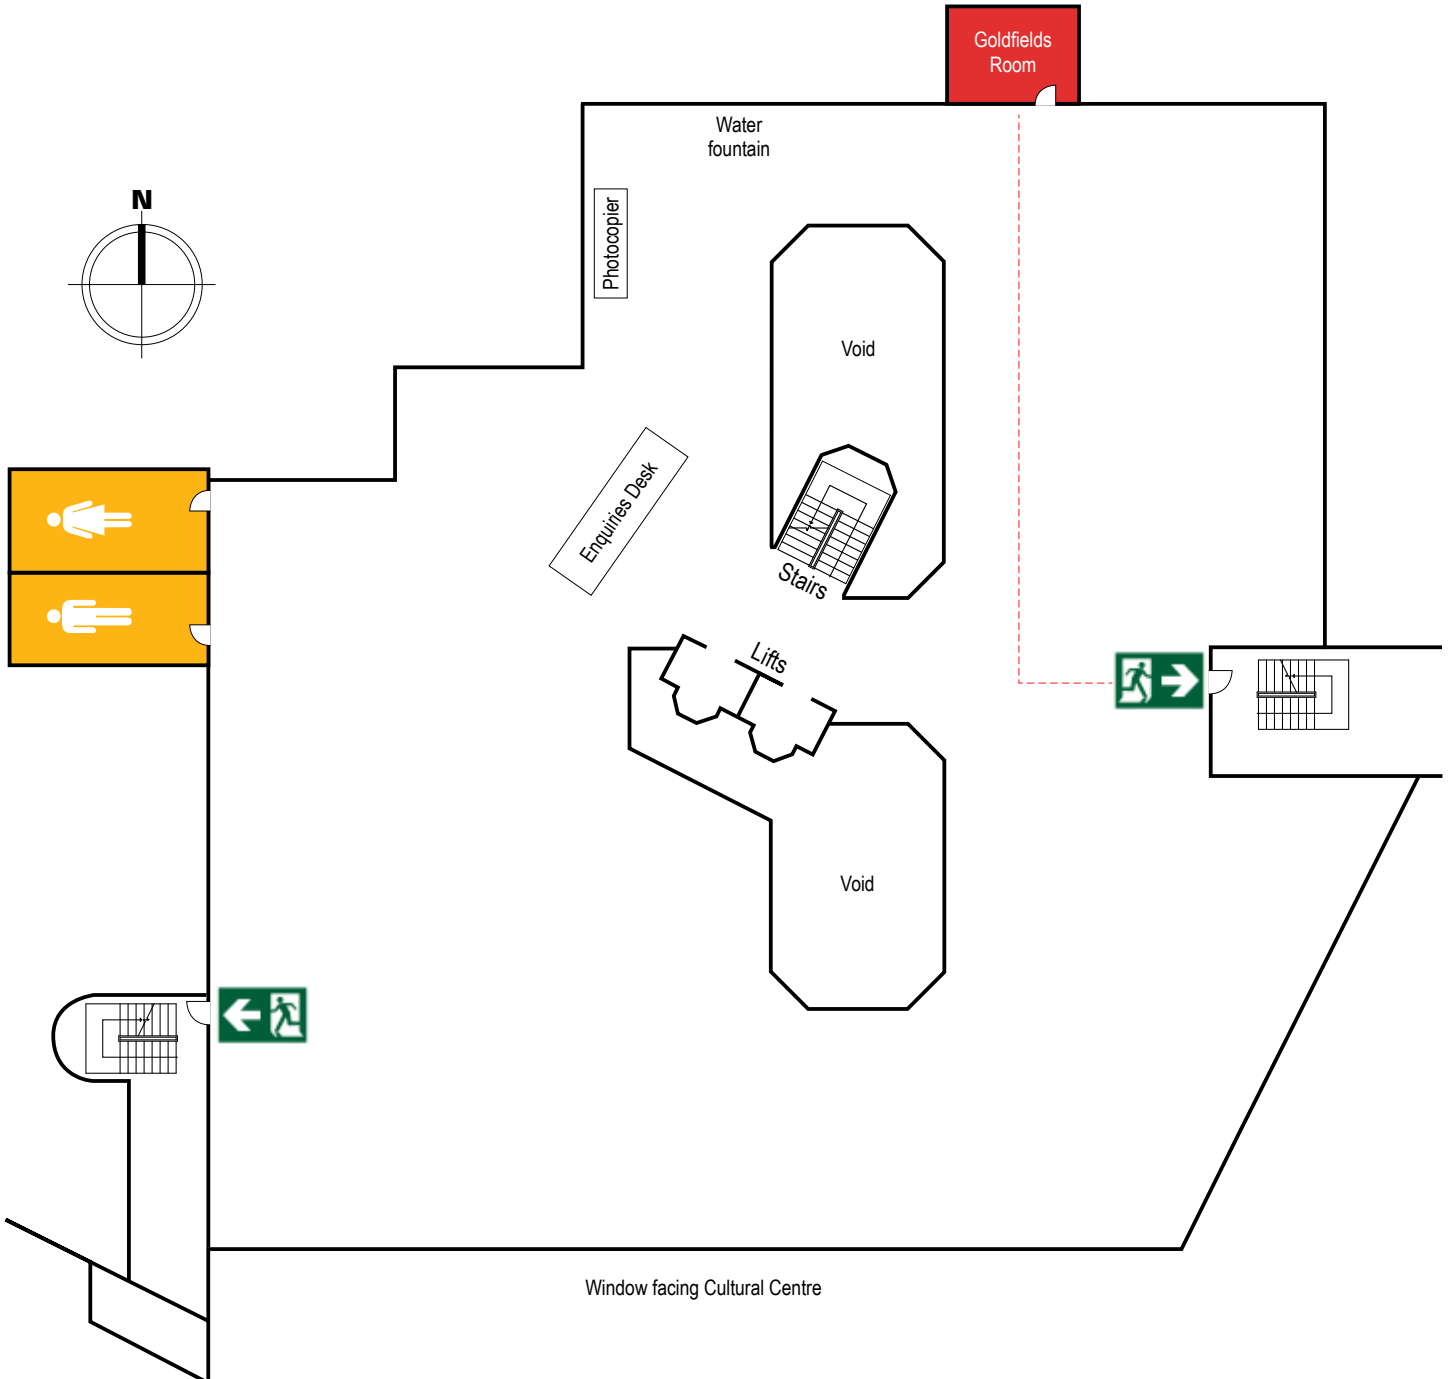 Goldfields
Room
Water
fountain
N
Photocopier
Void
Enquiries Desk
Stairs
Lifts
Void
Window facing Cultural Centre